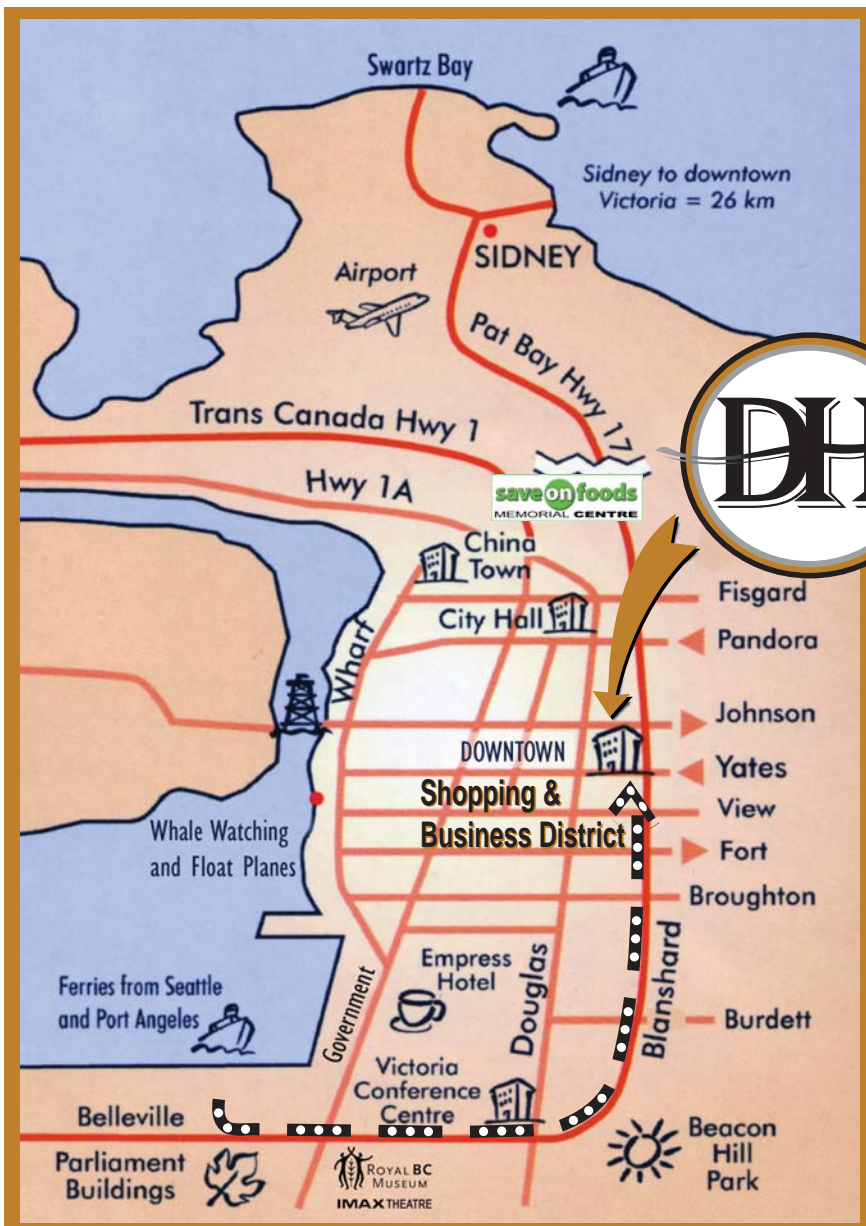 Swartz Bay
Sidney to downtown
Victoria = 26 km
SIDNEY
Airport
Pat Bay Hwy 17
DH
Trans Canada Hwy 1
Hwy 1A
save on foods
MEMORIAL CENTRE
China
Town
Fisgard
City Hall
Pandora
Wharf
Johnson
DOWNTOWN
Yates
Shopping &
Business District
View
Whale Watching
and Float Planes
Fort
Broughton
Blanshard
Empress
Hotel
Douglas
Government
Ferries from Seattle
and Port Angeles
Burdett
Victoria
Conference
Centre
Belleville
Beacon
Hill
Park
Parliament
Buildings
ROYAL BC
MUSEUM
IMAX THEATRE